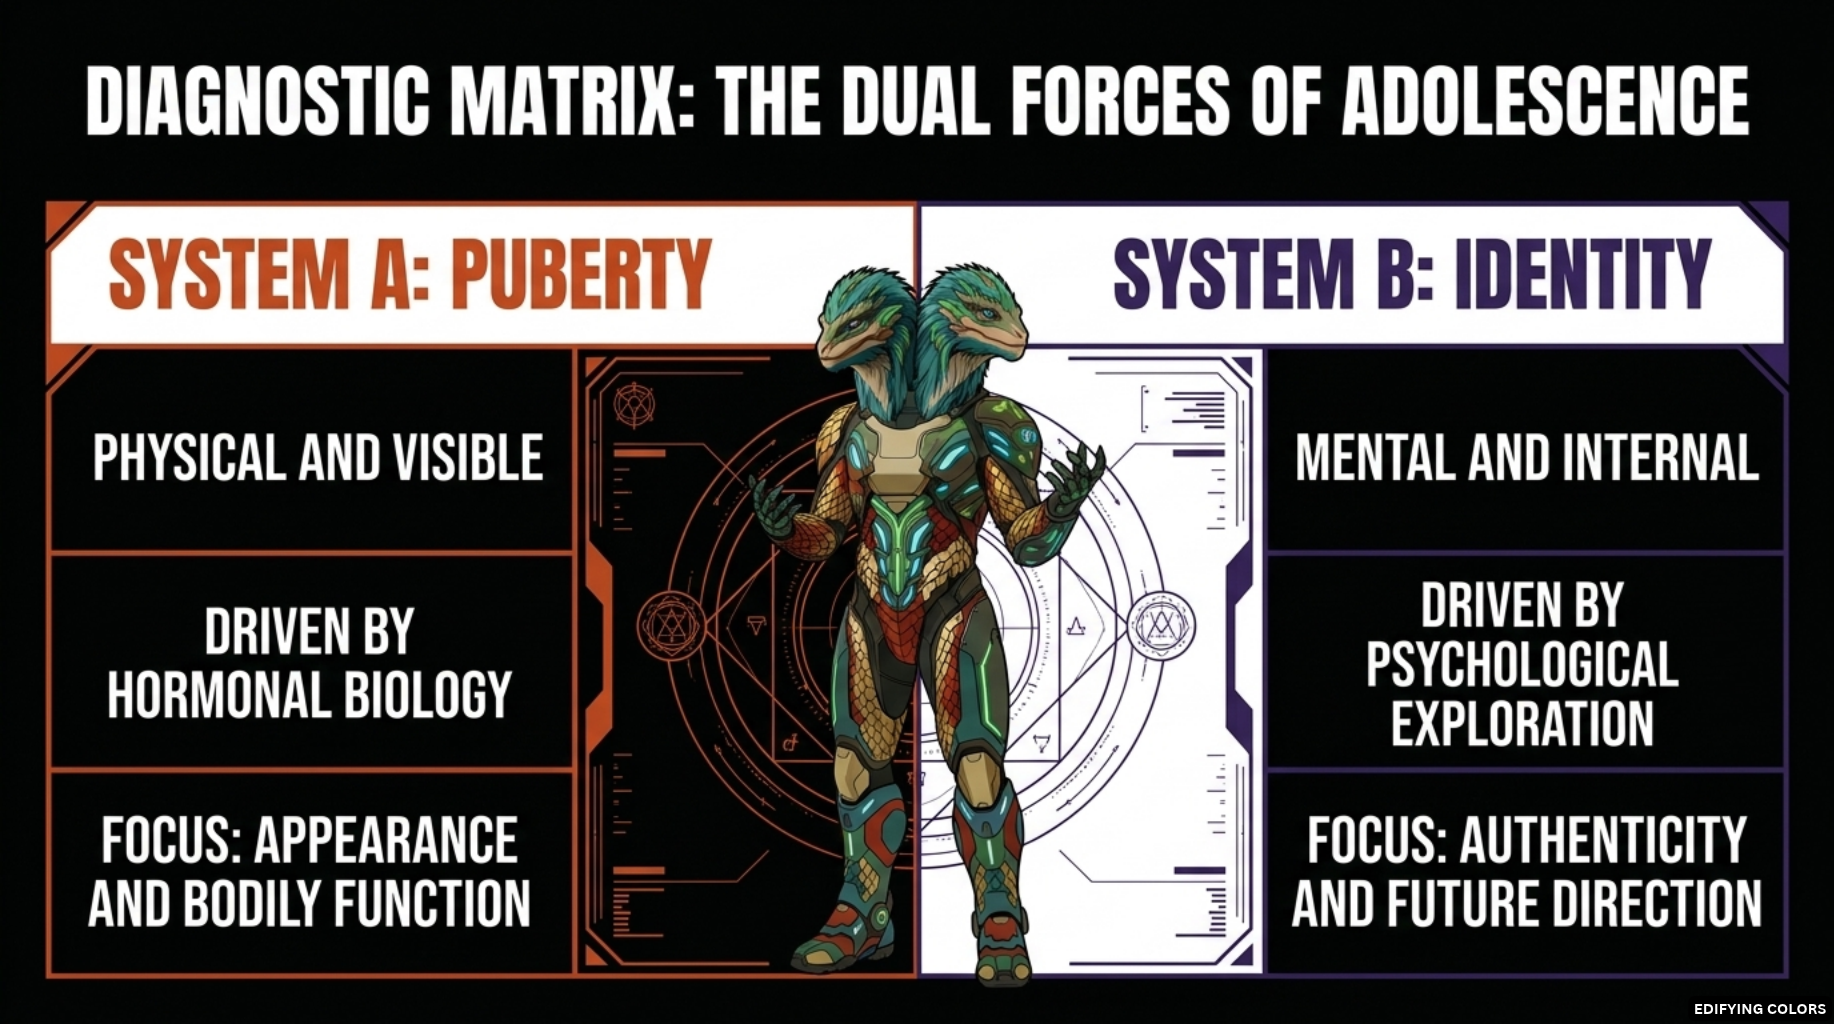 DIAGNOSTIC MATRIX: THE DUAL FORCES OF ADOLESCENCE
SYSTEM A: PUBERTY
SYSTEM B: IDENTITY
PHYSICAL AND VISIBLE
MENTAL AND INTERNAL
DRIVEN BY
HORMONAL BIOLOGY
DRIVEN BY
PSYCHOLOGICAL
EXPLORATION
FOCUS: APPEARANCE
AND BODILY FUNCTION
FOCUS: AUTHENTICITY
AND FUTURE DIRECTION
EDIFYING COLORS